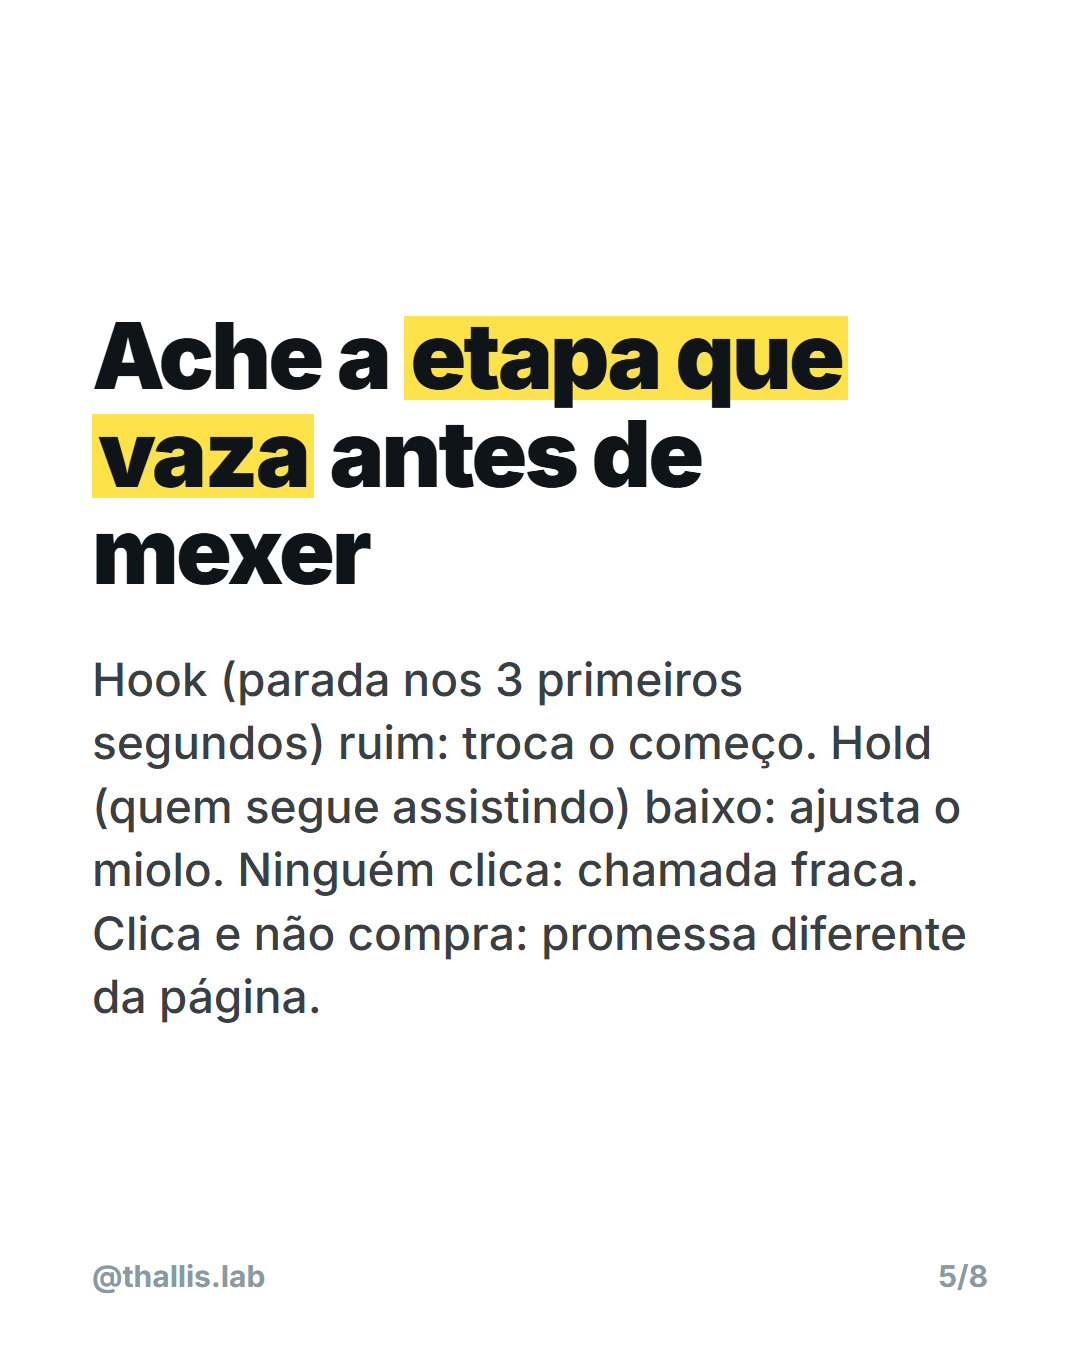 Ache a etapa que
vaza antes de
mexer
Hook (parada nos 3 primeiros
segundos) ruim: troca o começo. Hold
(quem segue assistindo) baixo: ajusta o
miolo. Ninguém clica: chamada fraca.
Clica e não compra: promessa diferente
da página.
@thallis.lab
5/8